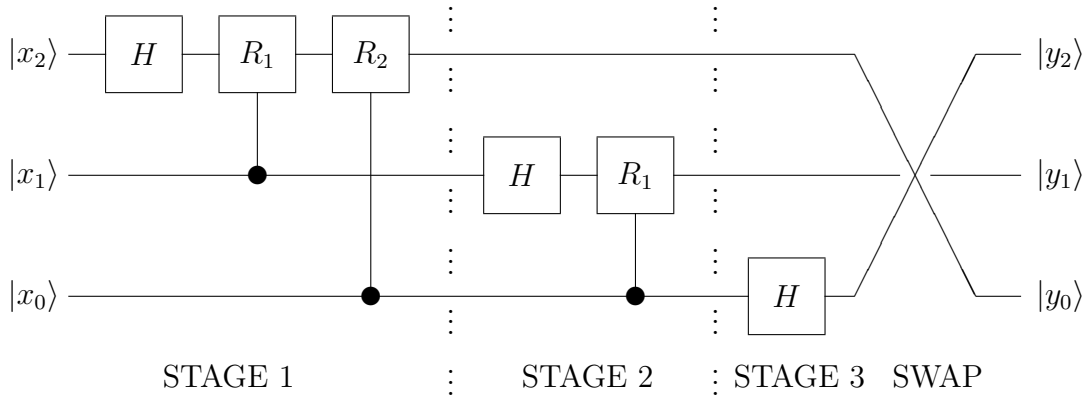 |x₂⟩ H R₁ R₂ |y₂⟩
|x₁⟩ H R₁ |y₁⟩
|x₀⟩ H |y₀⟩
STAGE 1 STAGE 2 STAGE 3 SWAP